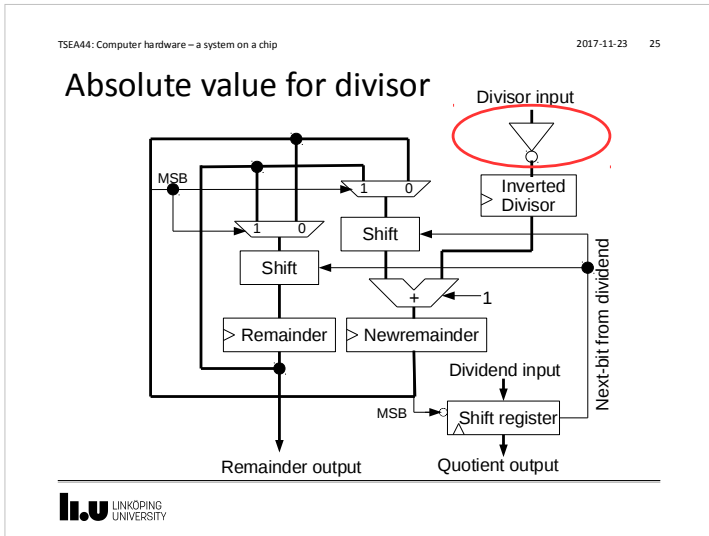 TSEA44: Computer hardware – a system on a chip
2017-11-23 25
Absolute value for divisor
Divisor input
MSB
1 0
Inverted
Divisor
1 0
Shift
Shift
+
1
Next-bit from dividend
Remainder
Newremainder
Dividend input
MSB
Shift register
Remainder output
Quotient output
LINKÖPING
UNIVERSITY